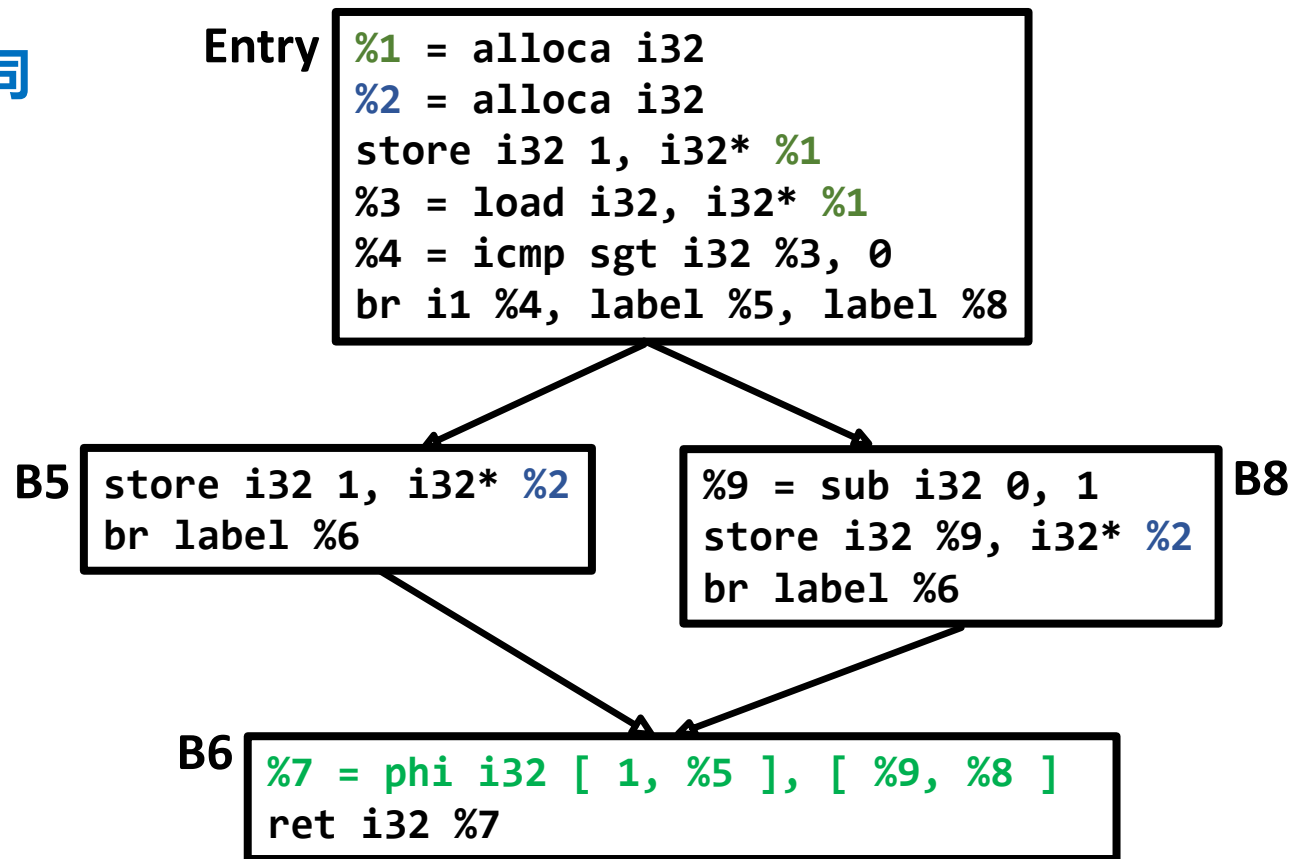 同
Entry
%1 = alloca i32
%2 = alloca i32
store i32 1, i32* %1
%3 = load i32, i32* %1
%4 = icmp sgt i32 %3, 0
br i1 %4, label %5, label %8
B5
store i32 1, i32* %2
br label %6
%9 = sub i32 0, 1
store i32 %9, i32* %2
br label %6
B8
B6
%7 = phi i32 [ 1, %5 ], [ %9, %8 ]
ret i32 %7